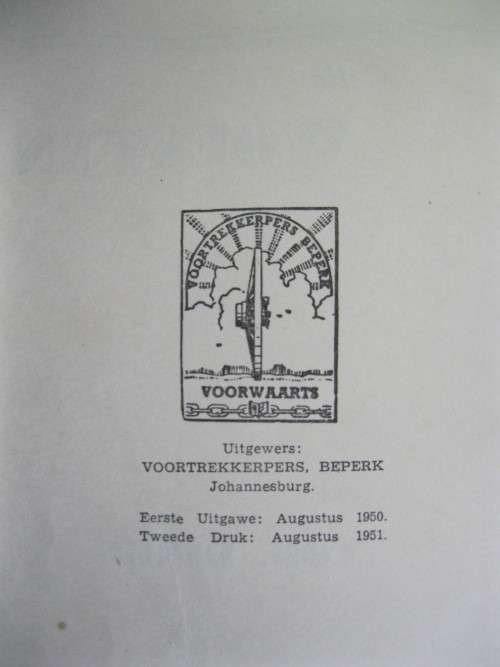 VOORTREKKERPERS BEPERK
VOORWAARTS
Uitgewers:
VOORTREKKERPERS, BEPERK
Johannesburg.
Eerste Uitgawe: Augustus 1950.
Tweede Druk: Augustus 1951.